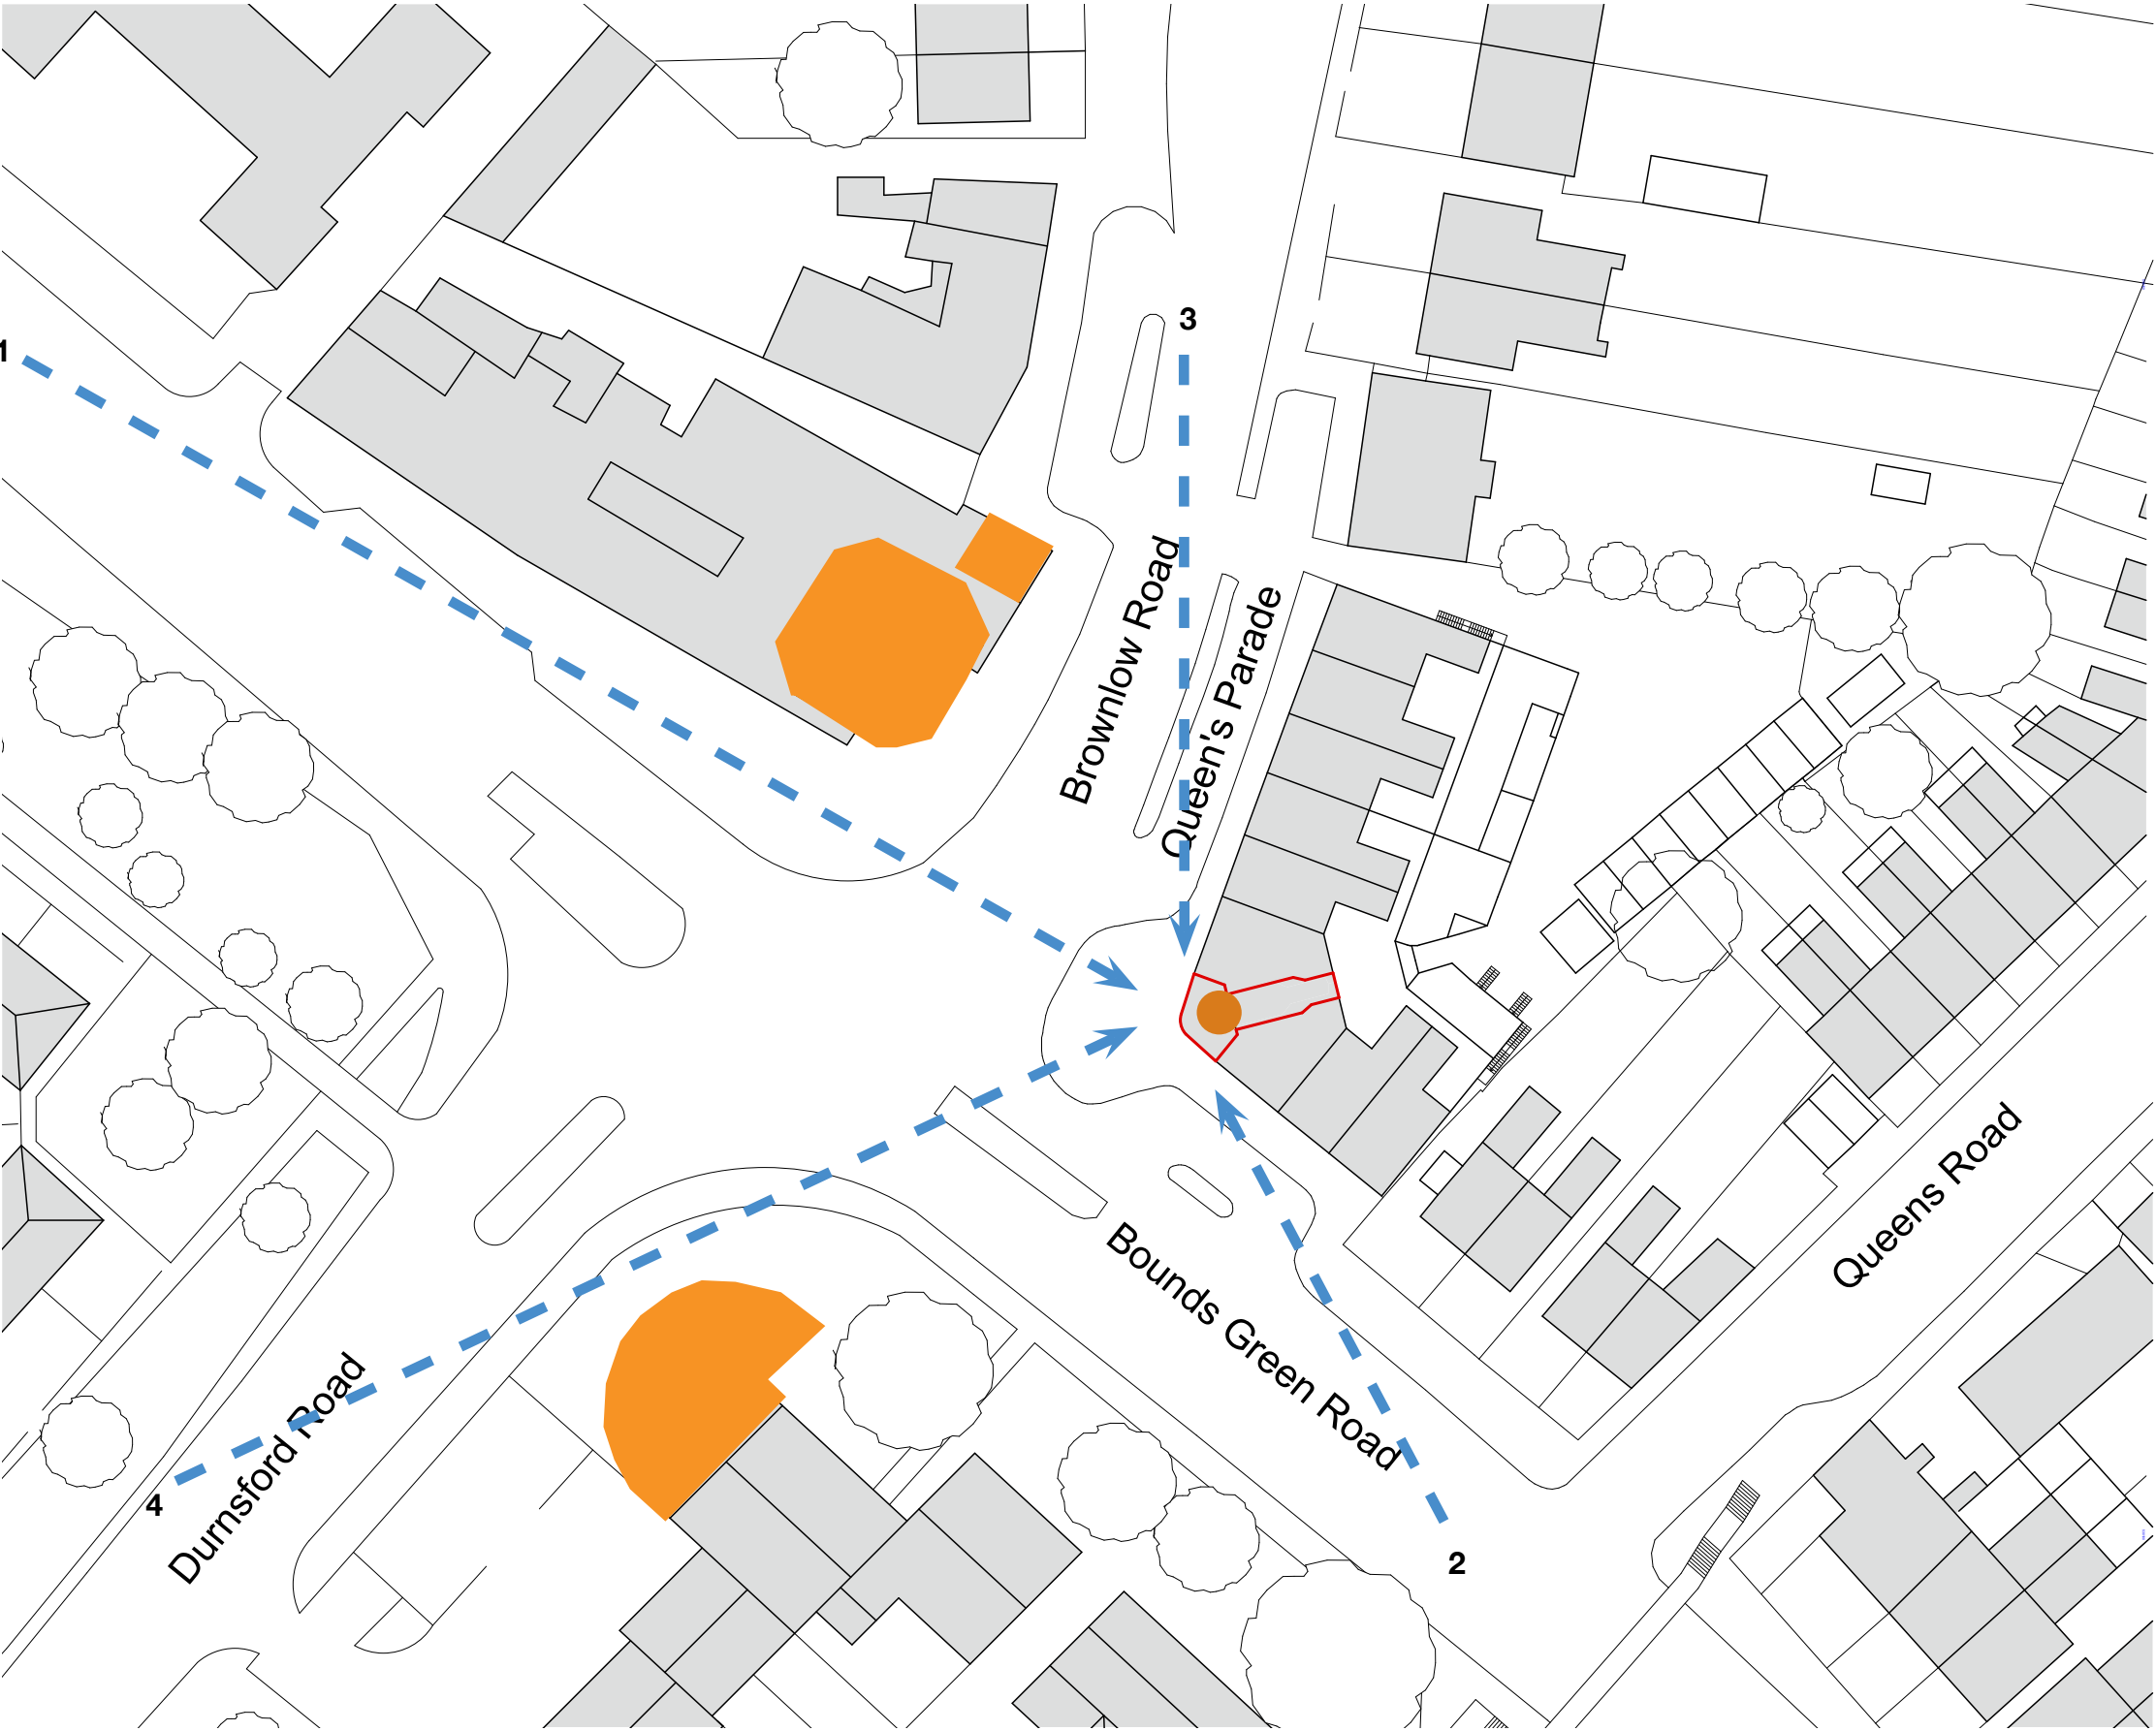 1
3
Brownlow Road
Queen's Parade
Queens Road
Bounds Green Road
Durnsford Road
4
2